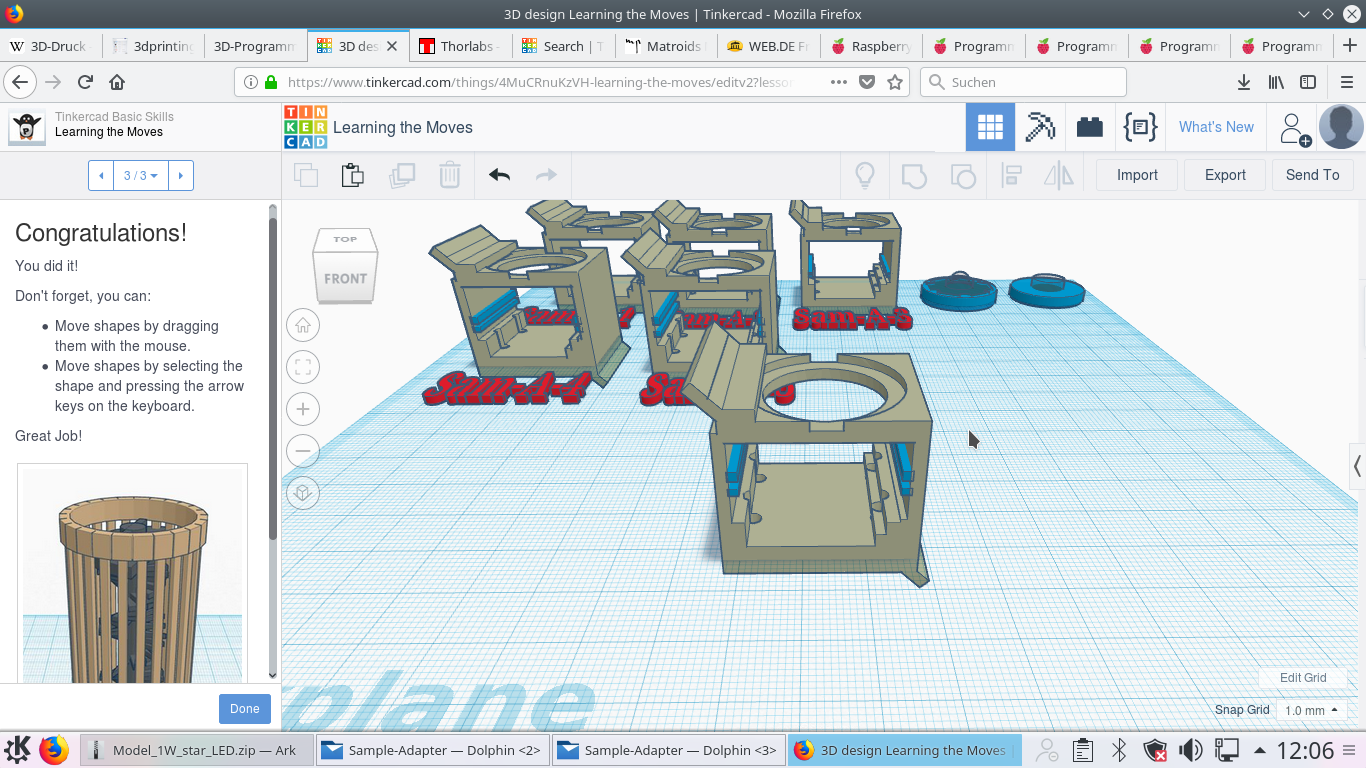 3D design Learning the Moves | Tinkercad - Mozilla Firefox
3D-Druck
3dprinting
3D-Programm
3D des
Thorlabs -
Search | T
Matroids
WEB.DE Fr
Raspberry
Programm
Programm
Programm
Programm
https://www.tinkercad.com/things/4MuCRnuKzVH-learning-the-moves/editv2?lesso
Suchen
Tinkercad Basic Skills
Learning the Moves
TIN
KER
CAD
Learning the Moves
What's New
3 / 3
Import
Export
Send To
Congratulations!
You did it!
Don't forget, you can:
Move shapes by dragging
them with the mouse.
Move shapes by selecting the
shape and pressing the arrow
keys on the keyboard.
Great Job!
Done
TOP
FRONT
Sam-A-3
Edit Grid
Snap Grid
1.0 mm
plane
Model_1W_star_LED.zip — Ark
Sample-Adapter — Dolphin <2>
Sample-Adapter — Dolphin <3>
3D design Learning the Moves |
12:06